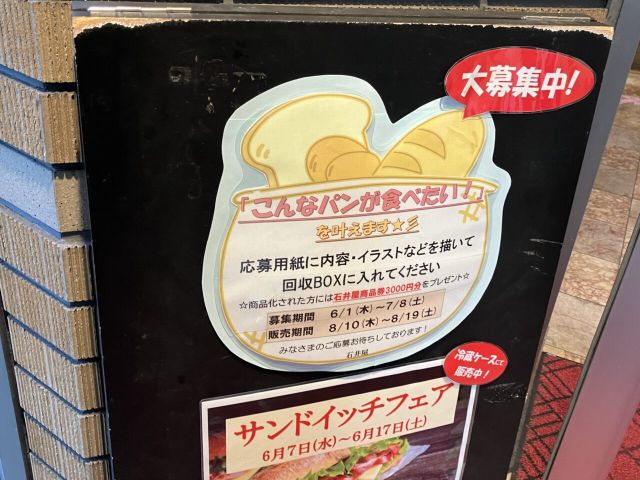 大募集中!
「こんなパンが食べたい!」
を叶えます★彡
応募用紙に内容・イラストなどを描いて
回収BOXに入れてください
☆商品化された方には石井屋商品券3000円分をプレゼント☆
募集期間 6/1(木)～7/8(土)
販売期間 8/10(木)～8/19(土)
みなさまのご応募お待ちしております!
石井屋
冷蔵ケースにて
販売中!
サンドイッチフェア
6月7日(水)～6月17日(土)